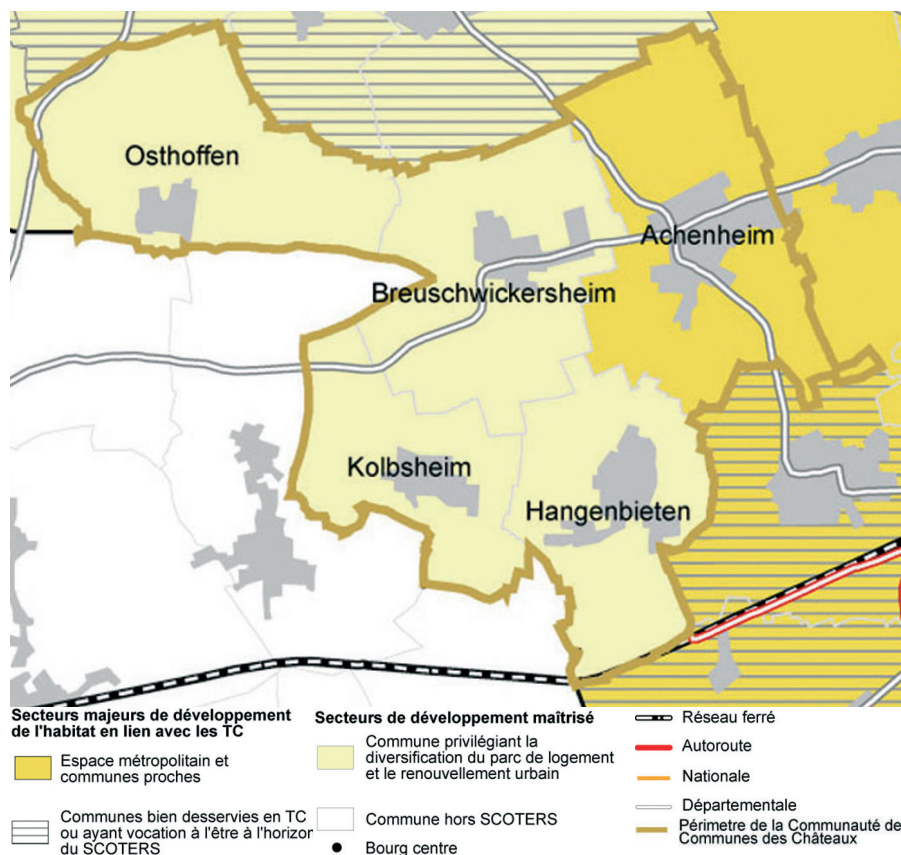 Osthoffen
Achenheim
Breuschwickersheim
Kolbsheim
Hangenbieten
Secteurs majeurs de développement
de l'habitat en lien avec les TC
Espace métropolitain et
communes proches
Communes bien desservies en TC
ou ayant vocation à l'être à l'horizon
du SCOTERS
Secteurs de développement maîtrisé
Commune privilégiant la
diversification du parc de logement
et le renouvellement urbain
Commune hors SCOTERS
Bourg centre
Réseau ferré
Autoroute
Nationale
Départementale
Périmetre de la Communauté de
Communes des Châteaux